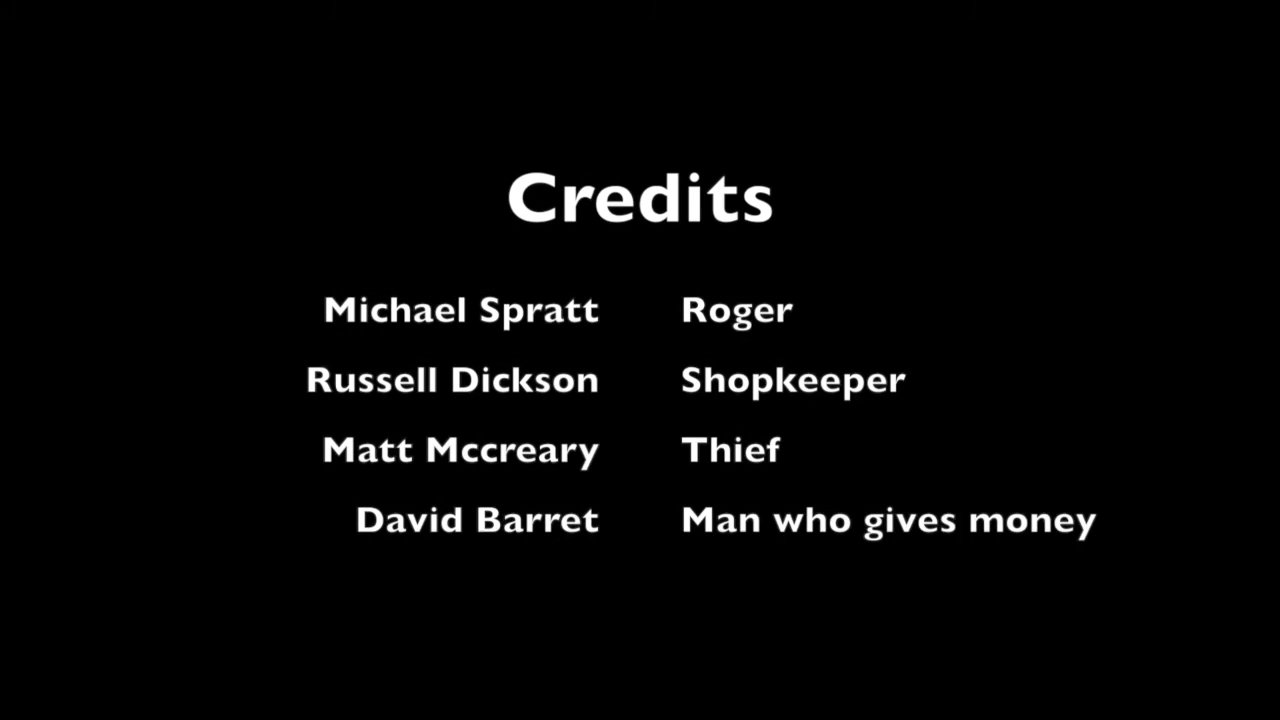 Credits
Michael Spratt Roger
Russell Dickson Shopkeeper
Matt Mccreary Thief
David Barret Man who gives money